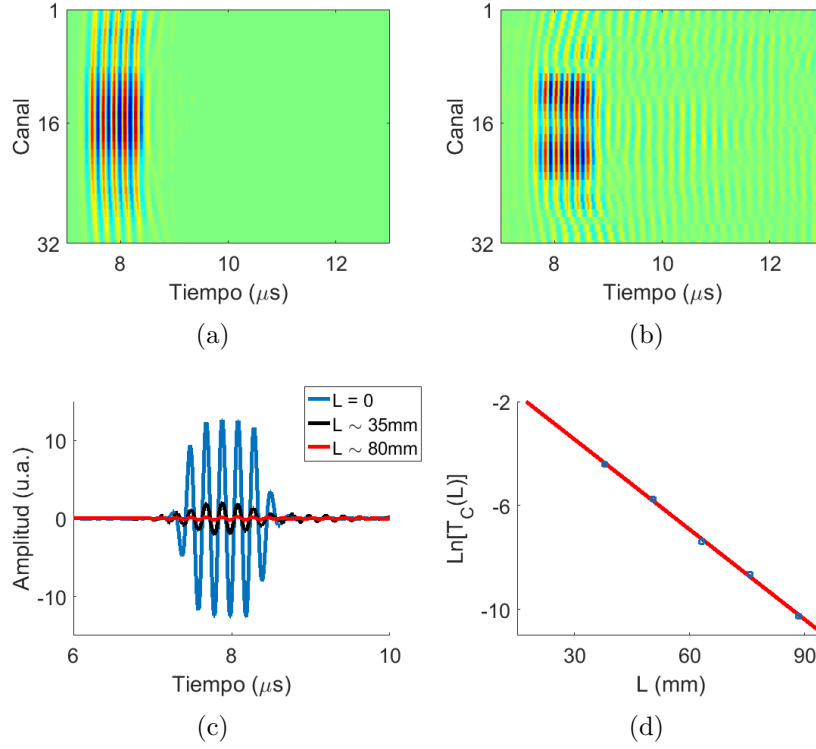 1
16
32
Canal
8
10
12
Tiempo (μs)
(a)
1
16
32
Canal
8
10
12
Tiempo (μs)
(b)
10
0
-10
Amplitud (u.a.)
L = 0
L ∼ 35mm
L ∼ 80mm
6
8
10
Tiempo (μs)
(c)
-2
-6
-10
Ln[T_C(L)]
30
60
90
L (mm)
(d)